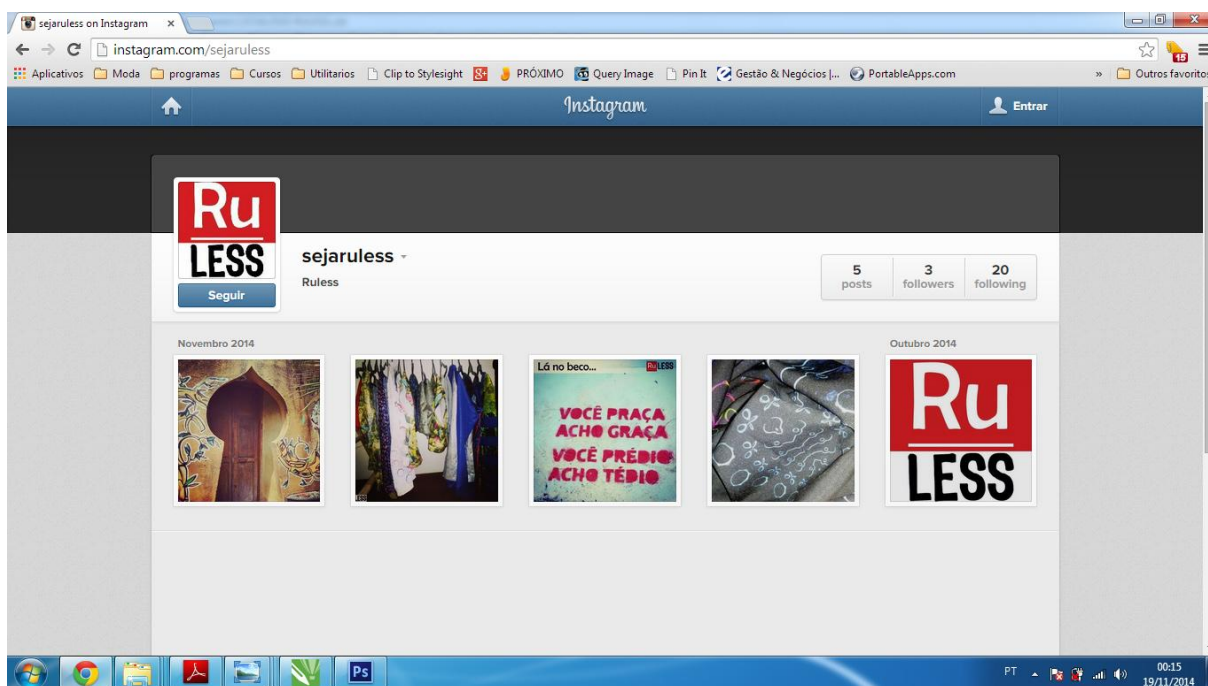 sejaruless on Instagram
instagram.com/sejaruless
15
Aplicativos Moda programas Cursos Utilitarios Clip to Stylesight PRÓXIMO Query Image Pin It Gestão & Negócios |... PortableApps.com » Outros favoritos
Instagram
Entrar
Ru
LESS
Seguir
sejaruless
Ruless
5 3 20
posts followers following
Novembro 2014
Outubro 2014
Lá no beco... Ru LESS
VOCÊ PRAÇA
ACHO GRAÇA
VOCÊ PRÉDIO
ACHO TÉDIO
Ru
LESS
Ps
PT
00:15
19/11/2014